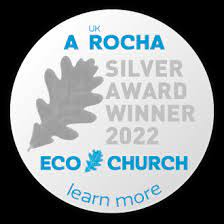 UK
A ROCHA
SILVER
AWARD
WINNER
2022
ECO CHURCH
learn more